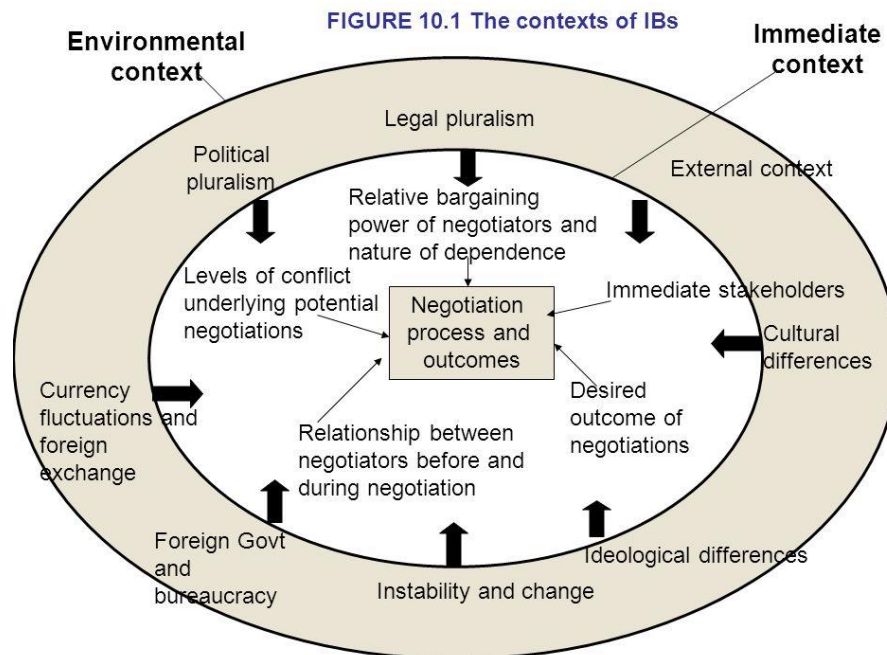 FIGURE 10.1 The contexts of IBs
Environmental
context
Immediate
context
Legal pluralism
Political
pluralism
External context
Relative bargaining
power of negotiators and
nature of dependence
Levels of conflict
underlying potential
negotiations
Negotiation
process and
outcomes
Immediate stakeholders
Cultural
differences
Currency
fluctuations and
foreign
exchange
Relationship between
negotiators before and
during negotiation
Desired
outcome of
negotiations
Foreign Govt
and
bureaucracy
Instability and change
Ideological differences